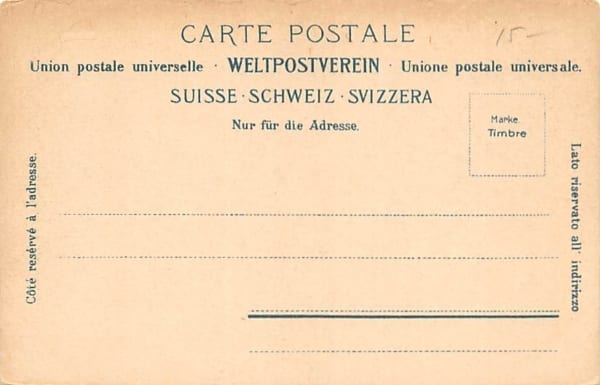 CARTE POSTALE
15-
Union postale universelle · WELTPOSTVEREIN · Unione postale universale.
SUISSE · SCHWEIZ · SVIZZERA
Nur für die Adresse.
Marke.
Timbre
Côté resérvé à l'adresse.
Lato riservato all' indirizzo